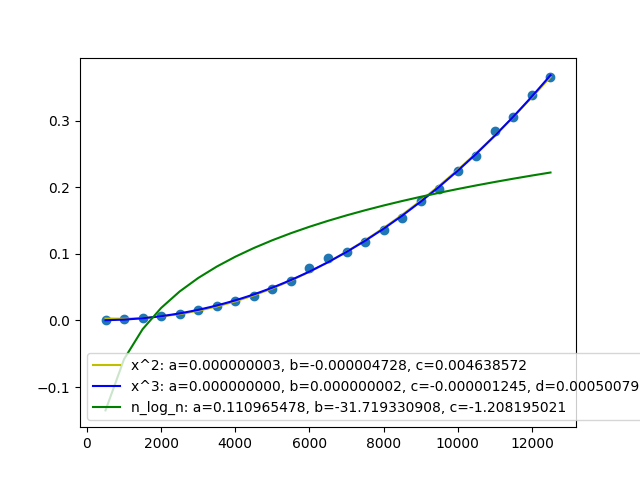 0.3
0.2
0.1
0.0
−0.1
x^2: a=0.000000003, b=-0.000004728, c=0.004638572
x^3: a=0.000000000, b=0.000000002, c=-0.000001245, d=0.00050079
n_log_n: a=0.110965478, b=-31.719330908, c=-1.208195021
0 2000 4000 6000 8000 10000 12000